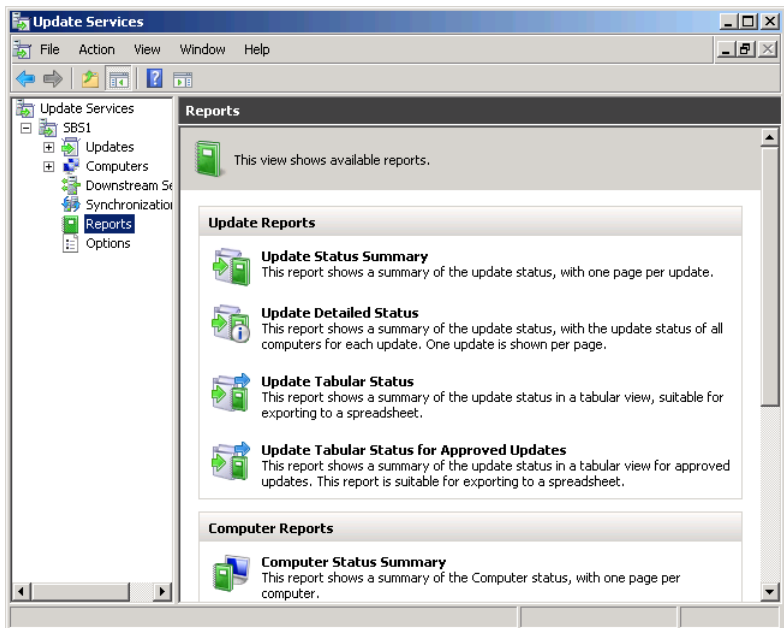 Update Services
File Action View Window Help
Update Services
SBS1
Updates
Computers
Downstream Se
Synchronization
Reports
Options
Reports
This view shows available reports.
Update Reports
Update Status Summary
This report shows a summary of the update status, with one page per update.
Update Detailed Status
This report shows a summary of the update status, with the update status of all
computers for each update. One update is shown per page.
Update Tabular Status
This report shows a summary of the update status in a tabular view, suitable for
exporting to a spreadsheet.
Update Tabular Status for Approved Updates
This report shows a summary of the update status in a tabular view for approved
updates. This report is suitable for exporting to a spreadsheet.
Computer Reports
Computer Status Summary
This report shows a summary of the Computer status, with one page per
computer.